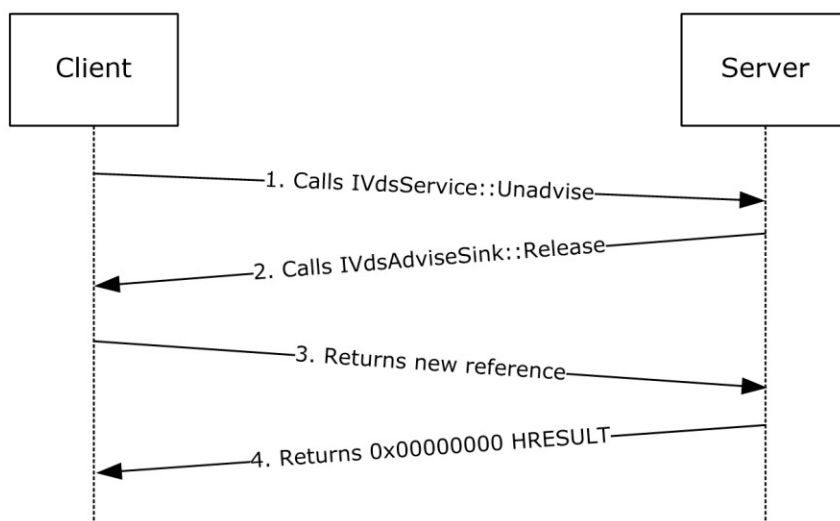 Client
Server
1. Calls IVdsService::Unadvise
2. Calls IVdsAdviseSink::Release
3. Returns new reference
4. Returns 0x00000000 HRESULT